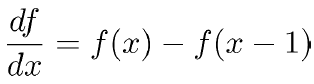 df/dx = f(x) − f(x − 1)